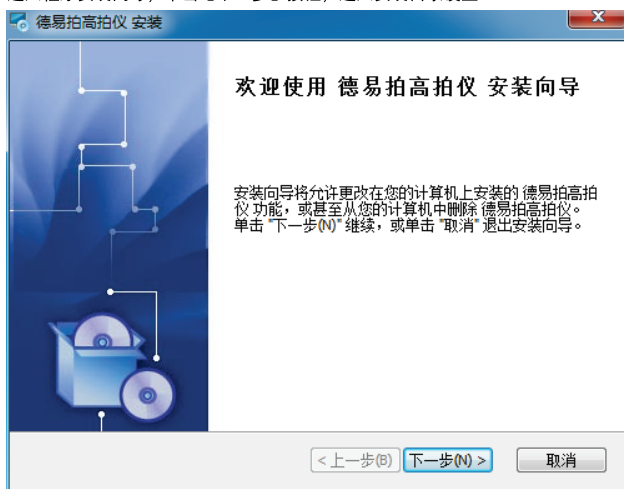 德易拍高拍仪 安装
欢迎使用 德易拍高拍仪 安装向导
安装向导将允许更改在您的计算机上安装的 德易拍高拍
仪 功能，或甚至从您的计算机中删除 德易拍高拍仪。
单击 "下一步(N)" 继续，或单击 "取消" 退出安装向导。
<上一步(B) 下一步(N) > 取消